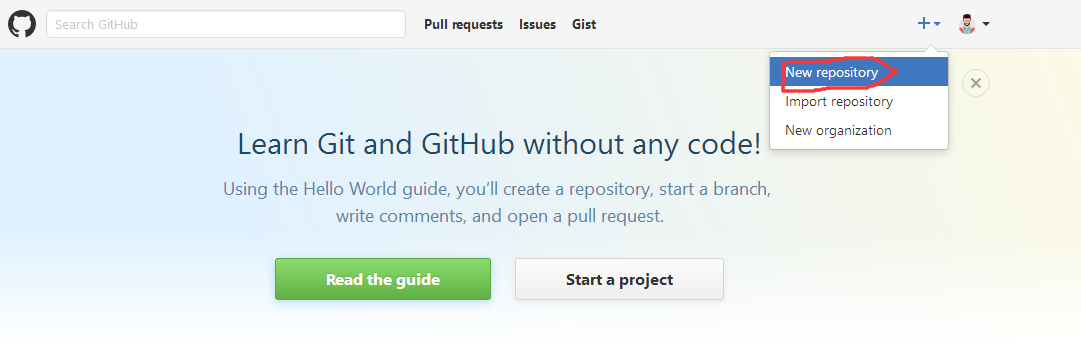 Search GitHub
Pull requests Issues Gist
New repository
Import repository
New organization
Learn Git and GitHub without any code!
Using the Hello World guide, you’ll create a repository, start a branch,
write comments, and open a pull request.
Read the guide Start a project